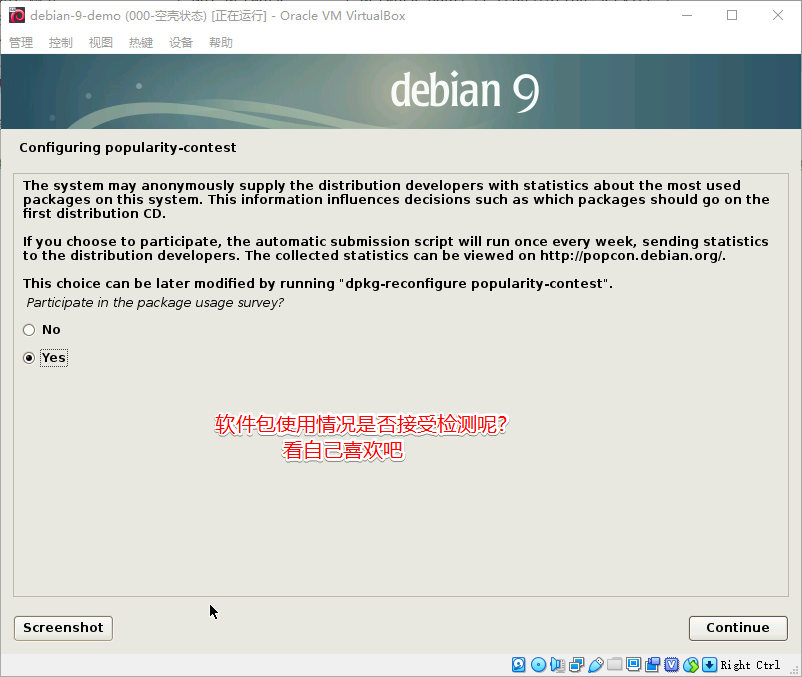 debian-9-demo (000-空壳状态) [正在运行] - Oracle VM VirtualBox
管理 控制 视图 热键 设备 帮助
debian 9
Configuring popularity-contest
The system may anonymously supply the distribution developers with statistics about the most used
packages on this system. This information influences decisions such as which packages should go on the
first distribution CD.
If you choose to participate, the automatic submission script will run once every week, sending statistics
to the distribution developers. The collected statistics can be viewed on http://popcon.debian.org/.
This choice can be later modified by running "dpkg-reconfigure popularity-contest".
Participate in the package usage survey?
No
Yes
软件包使用情况是否接受检测呢?
看自己喜欢吧
Screenshot Continue
Right Ctrl